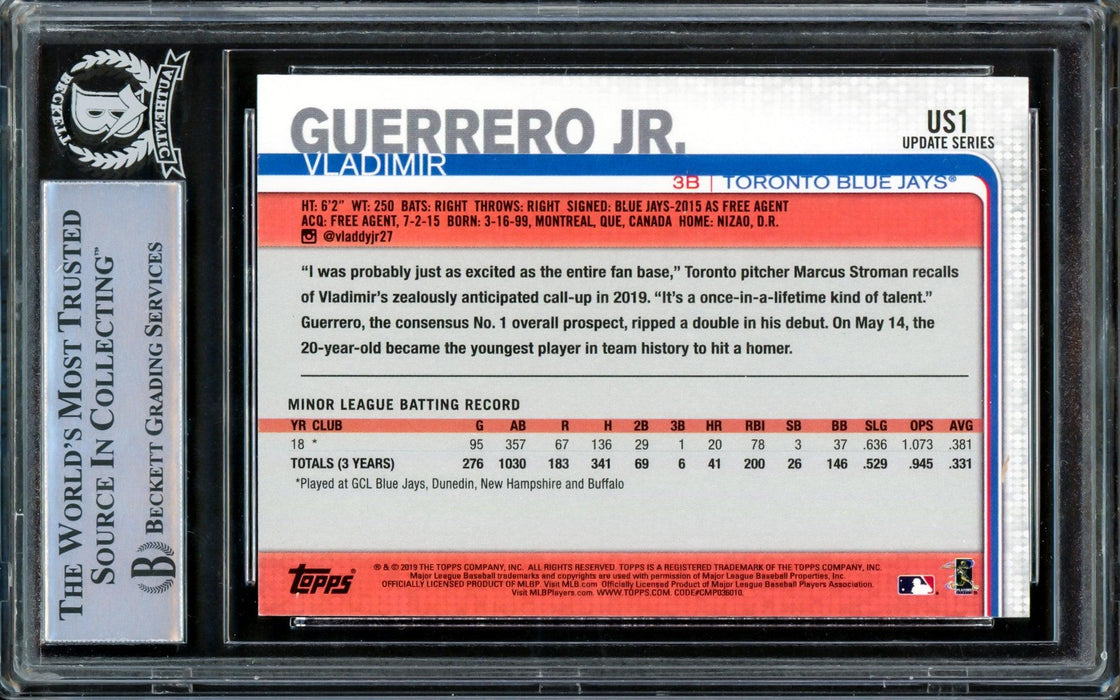 BECKETT
AUTHENTIC
B
THE WORLD'S MOST TRUSTED
SOURCE IN COLLECTING™
B BECKETT GRADING SERVICES
GUERRERO JR.
VLADIMIR
US1
UPDATE SERIES
3B | TORONTO BLUE JAYS®
HT: 6'2" WT: 250 BATS: RIGHT THROWS: RIGHT SIGNED: BLUE JAYS-2015 AS FREE AGENT
ACQ: FREE AGENT, 7-2-15 BORN: 3-16-99, MONTREAL, QUE, CANADA HOME: NIZAO, D.R.
@vladdyjr27
“I was probably just as excited as the entire fan base,” Toronto pitcher Marcus Stroman recalls
of Vladimir's zealously anticipated call-up in 2019. “It's a once-in-a-lifetime kind of talent.”
Guerrero, the consensus No. 1 overall prospect, ripped a double in his debut. On May 14, the
20-year-old became the youngest player in team history to hit a homer.
MINOR LEAGUE BATTING RECORD
YR CLUB G AB R H 2B 3B HR RBI SB BB SLG OPS AVG
18 * 95 357 67 136 29 1 20 78 3 37 .636 1.073 .381
TOTALS (3 YEARS) 276 1030 183 341 69 6 41 200 26 146 .529 .945 .331
*Played at GCL Blue Jays, Dunedin, New Hampshire and Buffalo
topps®
® & © 2019 THE TOPPS COMPANY, INC. ALL RIGHTS RESERVED. TOPPS IS A REGISTERED TRADEMARK OF THE TOPPS COMPANY, INC.
Major League Baseball trademarks and copyrights are used with permission of Major League Baseball Properties, Inc.
OFFICIALLY LICENSED PRODUCT OF MLBP. Visit MLB.com Officially Licensed Product of Major League Baseball Players Association.
Visit MLBPlayers.com. WWW.TOPPS.COM. CODE#CMP036010.